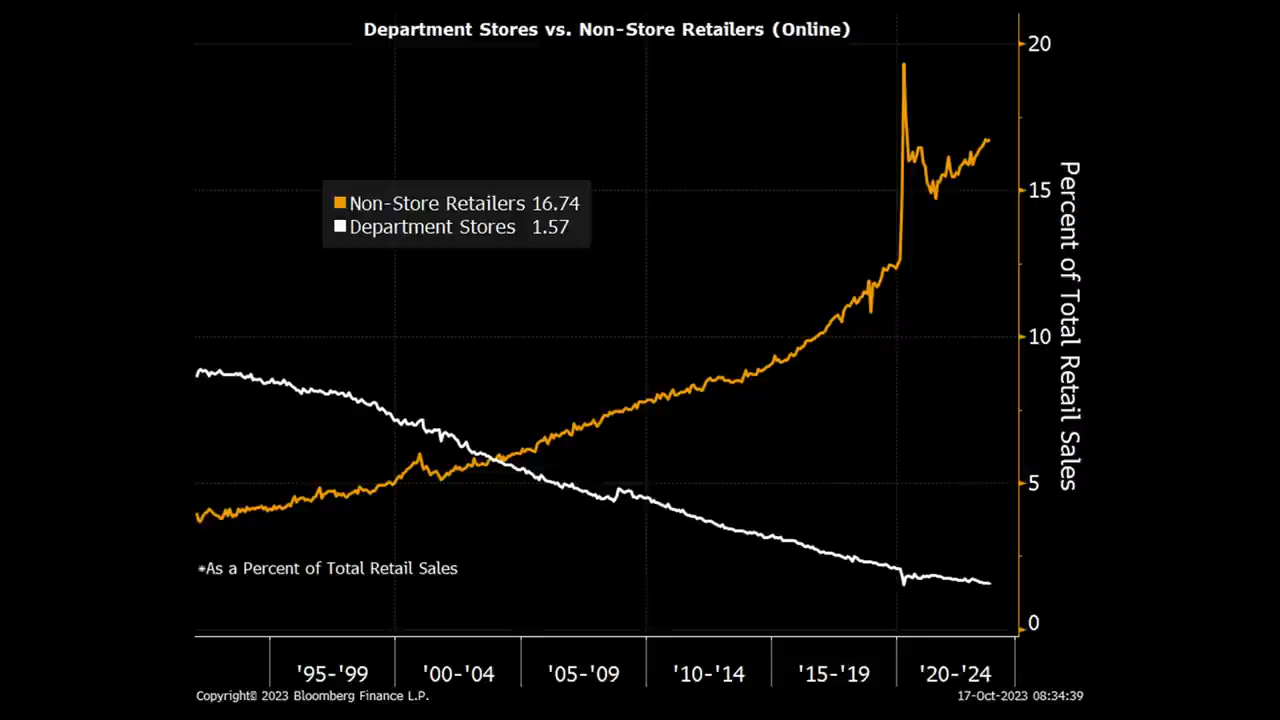 Department Stores vs. Non-Store Retailers (Online)
20
15
10
5
0
Percent of Total Retail Sales
Non-Store Retailers 16.74
Department Stores 1.57
*As a Percent of Total Retail Sales
'95-'99 '00-'04 '05-'09 '10-'14 '15-'19 '20-'24
Copyright© 2023 Bloomberg Finance L.P. 17-Oct-2023 08:34:39